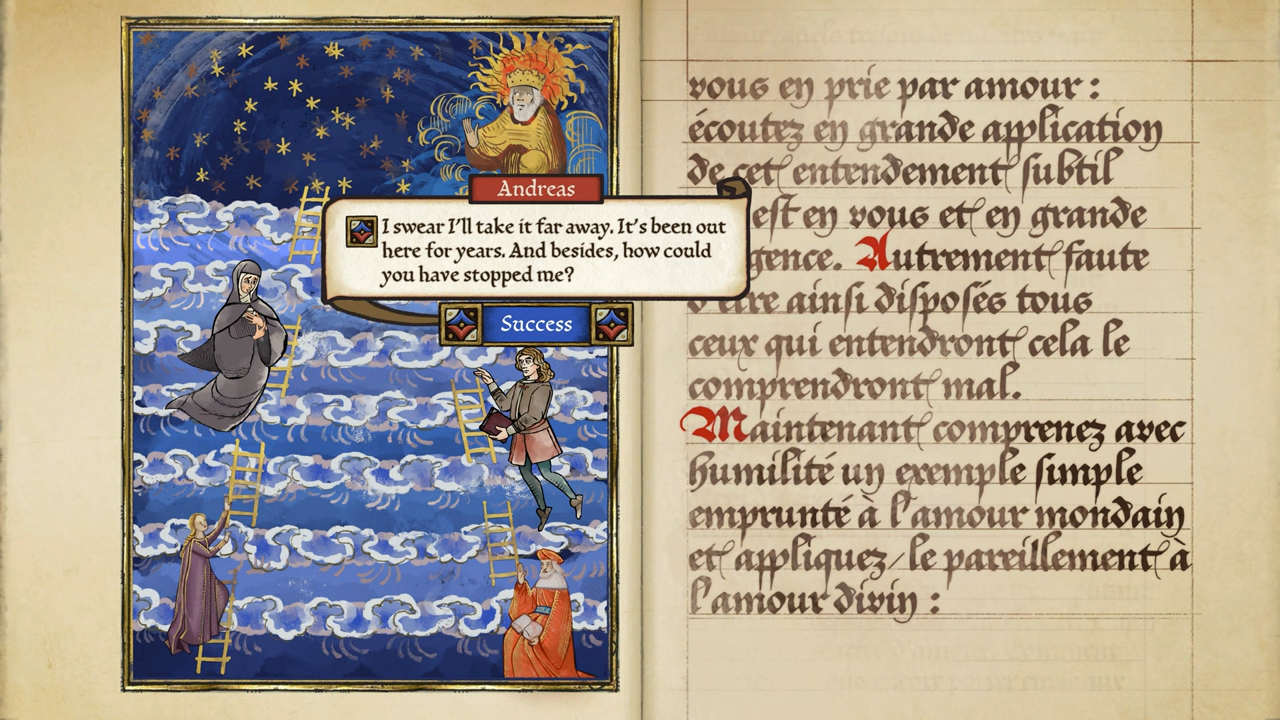 Andreas
I swear I'll take it far away. It's been out
here for years. And besides, how could
you have stopped me?
Success
vous en prie par amour :
écoutez en grande application
de cet entendement subtil
est en vous et en grande
Autrement faute
ainsi disposés tous
ceux qui entendront cela le
comprendront mal.
Maintenant comprenez avec
humilité un exemple simple
emprunté à l'amour mondain
et appliquez-le pareillement à
l'amour divin :